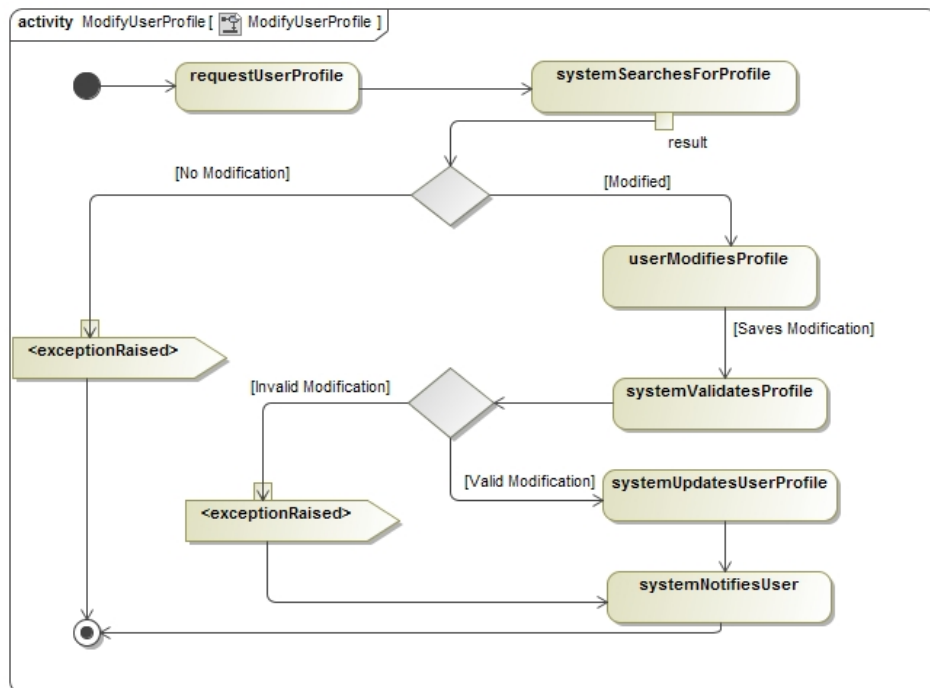 activity ModifyUserProfile [ ModifyUserProfile ]
requestUserProfile
systemSearchesForProfile
result
[No Modification]
[Modified]
userModifiesProfile
[Saves Modification]
<exceptionRaised>
systemValidatesProfile
[Invalid Modification]
[Valid Modification]
systemUpdatesUserProfile
<exceptionRaised>
systemNotifiesUser